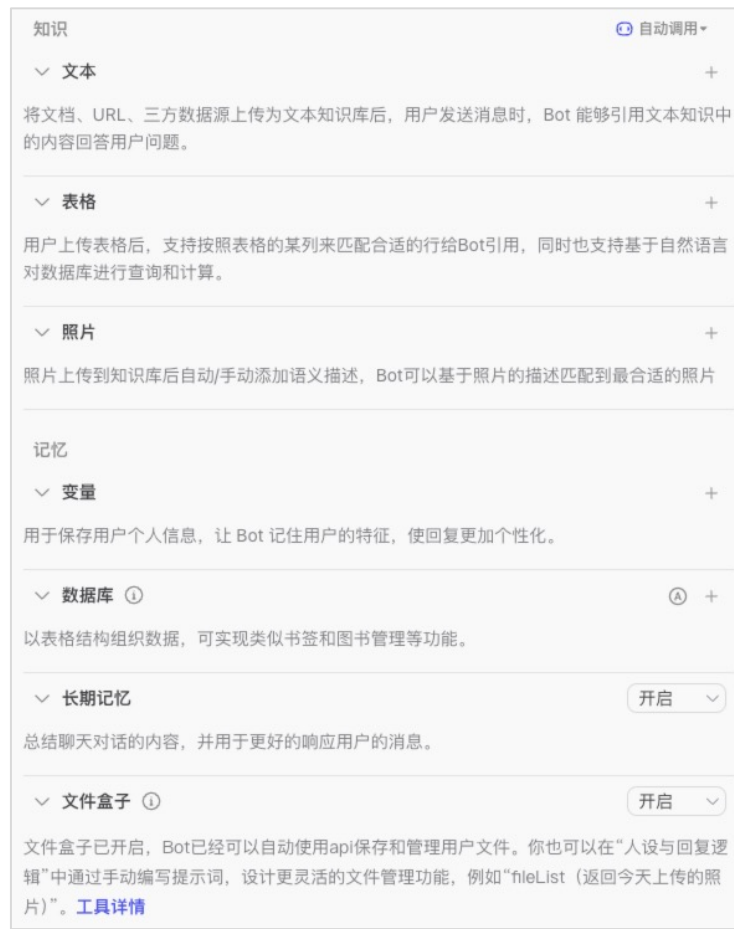 知识
自动调用
文本
将文档、URL、三方数据源上传为文本知识库后，用户发送消息时，Bot 能够引用文本知识中
的内容回答用户问题。
表格
用户上传表格后，支持按照表格的某列来匹配合适的行给Bot引用，同时也支持基于自然语言
对数据库进行查询和计算。
照片
照片上传到知识库后自动/手动添加语义描述，Bot可以基于照片的描述匹配到最合适的照片
记忆
变量
用于保存用户个人信息，让 Bot 记住用户的特征，使回复更加个性化。
数据库
A
以表格结构组织数据，可实现类似书签和图书管理等功能。
长期记忆
开启
总结聊天对话的内容，并用于更好的响应用户的消息。
文件盒子
开启
文件盒子已开启，Bot已经可以自动使用api保存和管理用户文件。你也可以在“人设与回复逻
辑”中通过手动编写提示词，设计更灵活的文件管理功能，例如“fileList（返回今天上传的照
片）”。工具详情